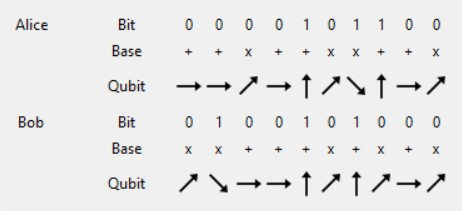 Alice Bit 0 0 0 0 1 0 1 1 0 0
Base + + x + + x x + + x
Qubit → → ↗ → ↑ ↗ ↘ ↑ → ↗
Bob Bit 0 1 0 0 1 0 1 0 0 0
Base x x + + + x + x + x
Qubit ↗ ↘ → → ↑ ↗ ↑ ↗ → ↗